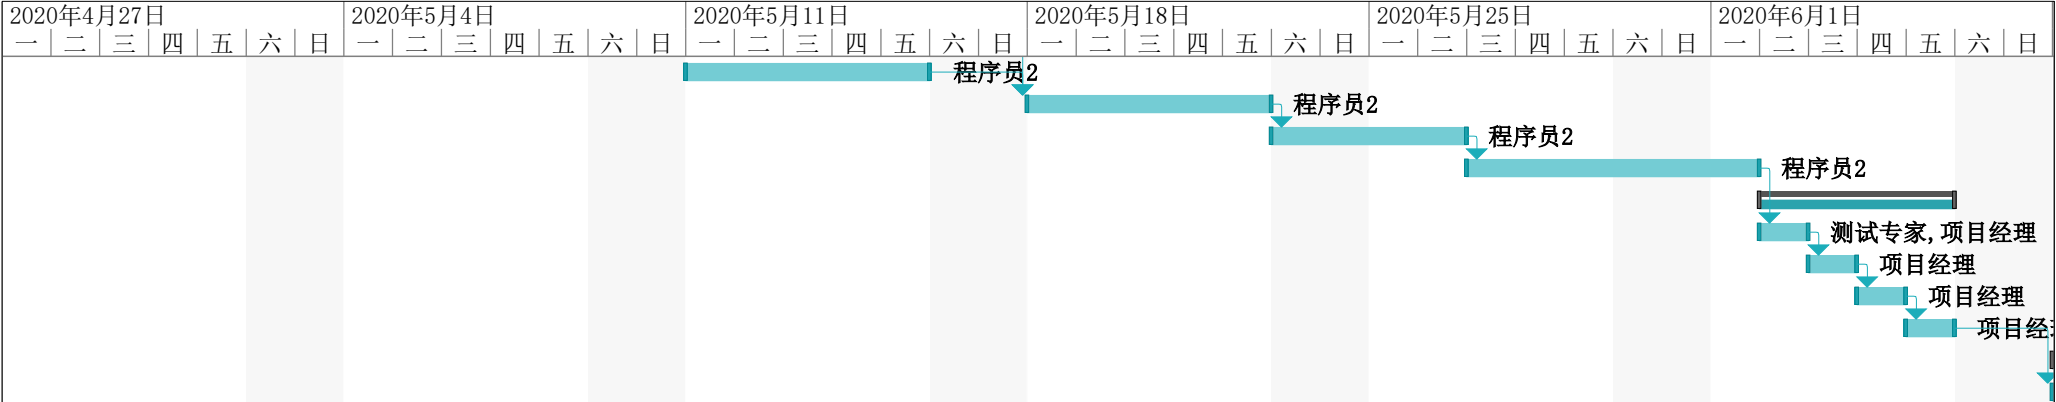 2020年4月27日 2020年5月4日 2020年5月11日 2020年5月18日 2020年5月25日 2020年6月1日
一 二 三 四 五 六 日 一 二 三 四 五 六 日 一 二 三 四 五 六 日 一 二 三 四 五 六 日 一 二 三 四 五 六 日 一 二 三 四 五 六 日
程序员2
程序员2
程序员2
程序员2
测试专家,项目经理
项目经理
项目经理
项目经